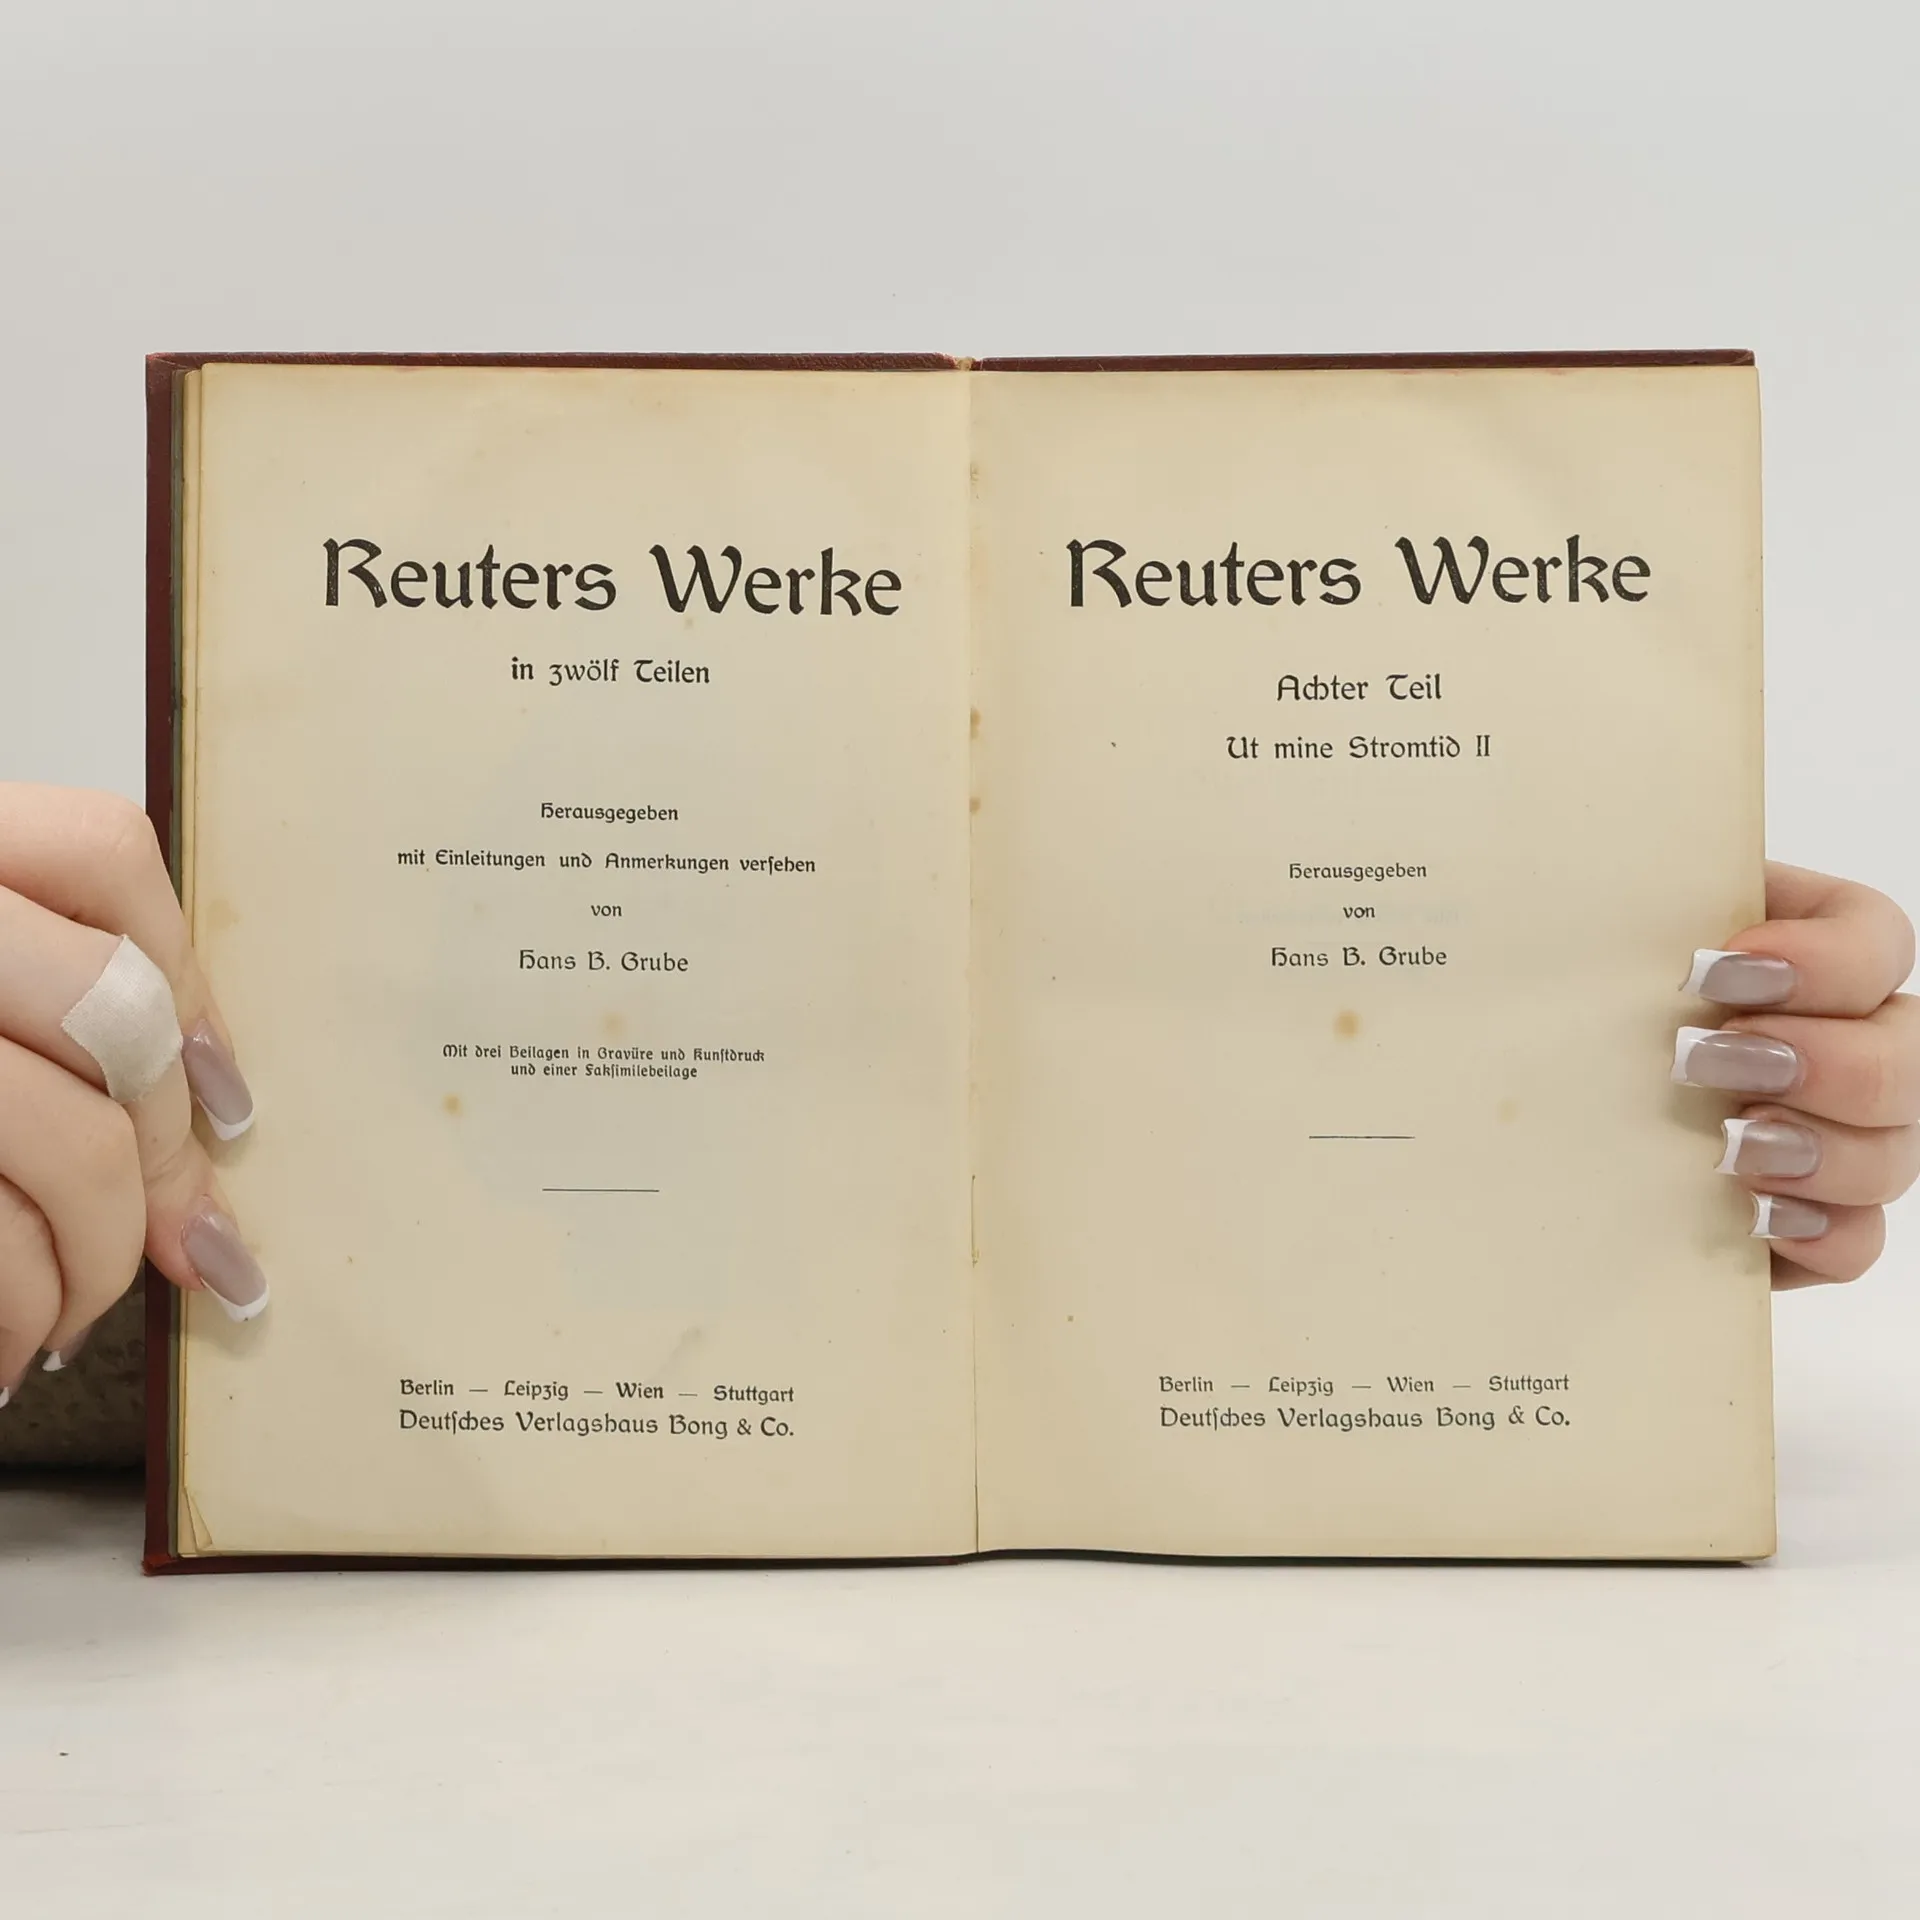 Reuters Werke
in zwölf Teilen
Herausgegeben
mit Einleitungen und Anmerkungen verſehen
von
Hans B. Grube
Mit drei Beilagen in Gravüre und Kunſtdruck
und einer Fakſimilebeilage
Berlin — Leipzig — Wien — Stuttgart
Deutſches Verlagshaus Bong & Co.
Reuters Werke
Achter Teil
Ut mine Stromtid II
Herausgegeben
von
Hans B. Grube
Berlin — Leipzig — Wien — Stuttgart
Deutſches Verlagshaus Bong & Co.